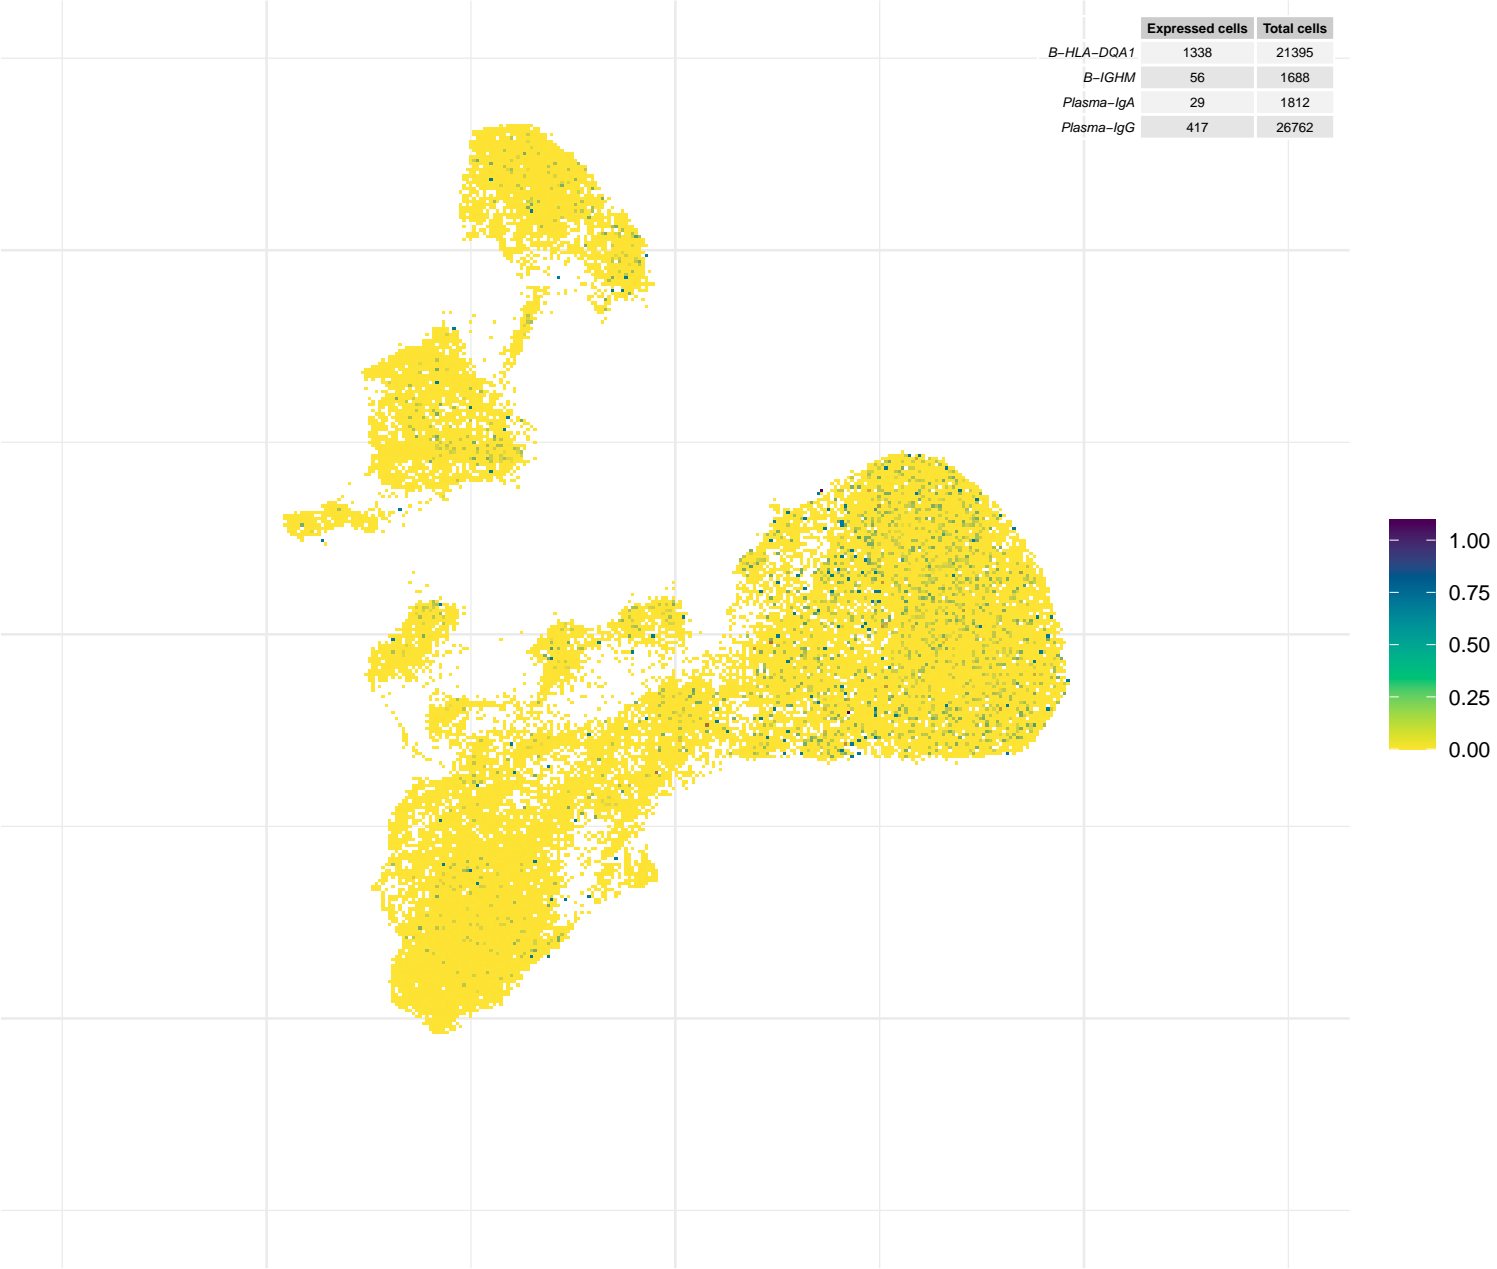 Expressed cells Total cells
B−HLA−DQA1 1338 21395
B−IGHM 56 1688
Plasma−IgA 29 1812
Plasma−IgG 417 26762
1.00
0.75
0.50
0.25
0.00